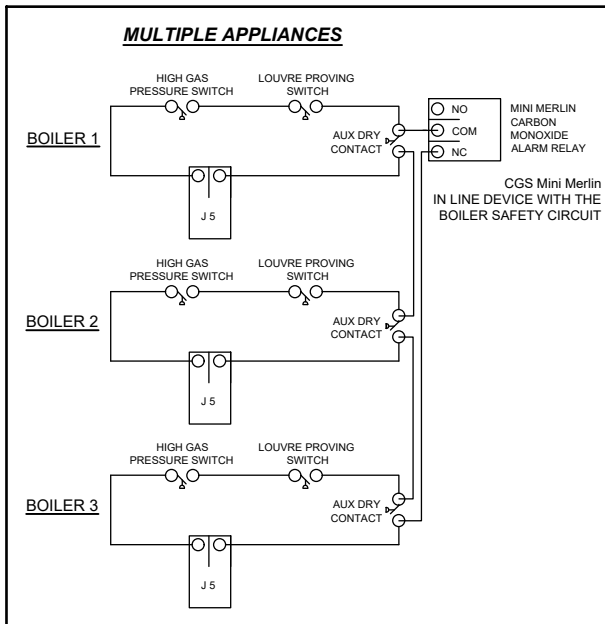 MULTIPLE APPLIANCES
HIGH GAS
PRESSURE SWITCH
LOUVRE PROVING
SWITCH
BOILER 1
AUX DRY
CONTACT
J 5
NO
COM
NC
MINI MERLIN
CARBON
MONOXIDE
ALARM RELAY
CGS Mini Merlin
IN LINE DEVICE WITH THE
BOILER SAFETY CIRCUIT
HIGH GAS
PRESSURE SWITCH
LOUVRE PROVING
SWITCH
BOILER 2
AUX DRY
CONTACT
J 5
HIGH GAS
PRESSURE SWITCH
LOUVRE PROVING
SWITCH
BOILER 3
AUX DRY
CONTACT
J 5